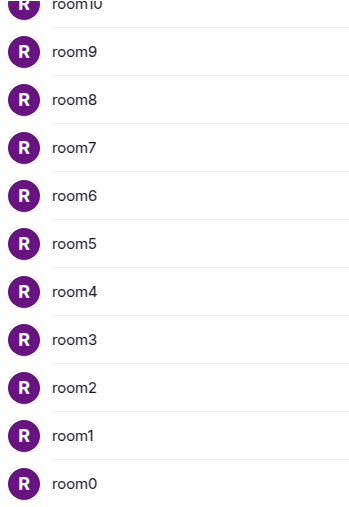 R room10
R room9
R room8
R room7
R room6
R room5
R room4
R room3
R room2
R room1
R room0